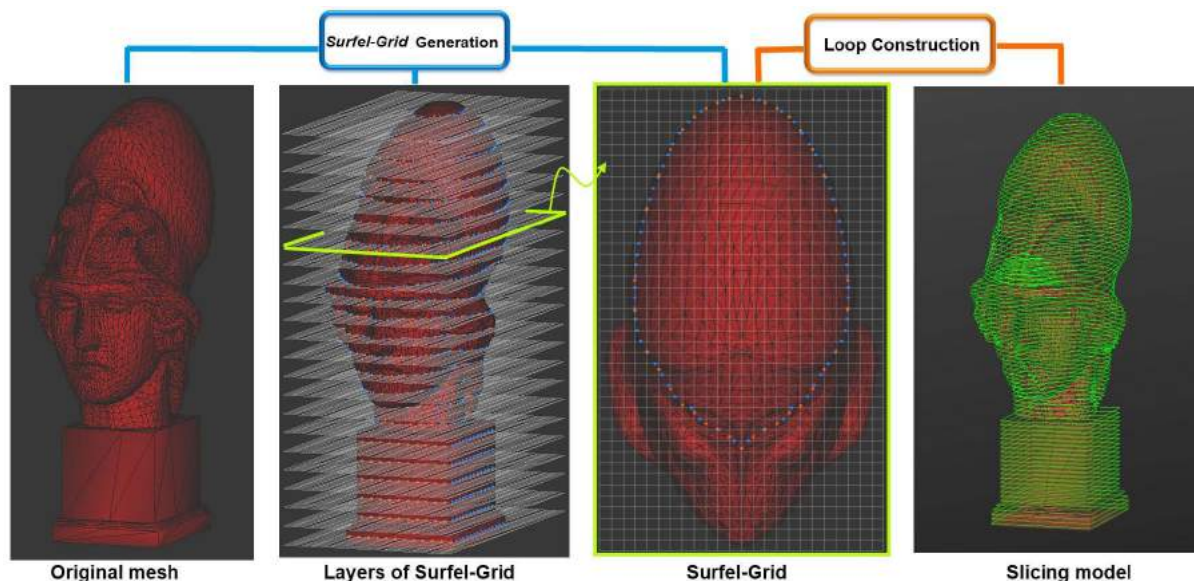 Surfel-Grid Generation
Loop Construction
Original mesh
Layers of Surfel-Grid
Surfel-Grid
Slicing model